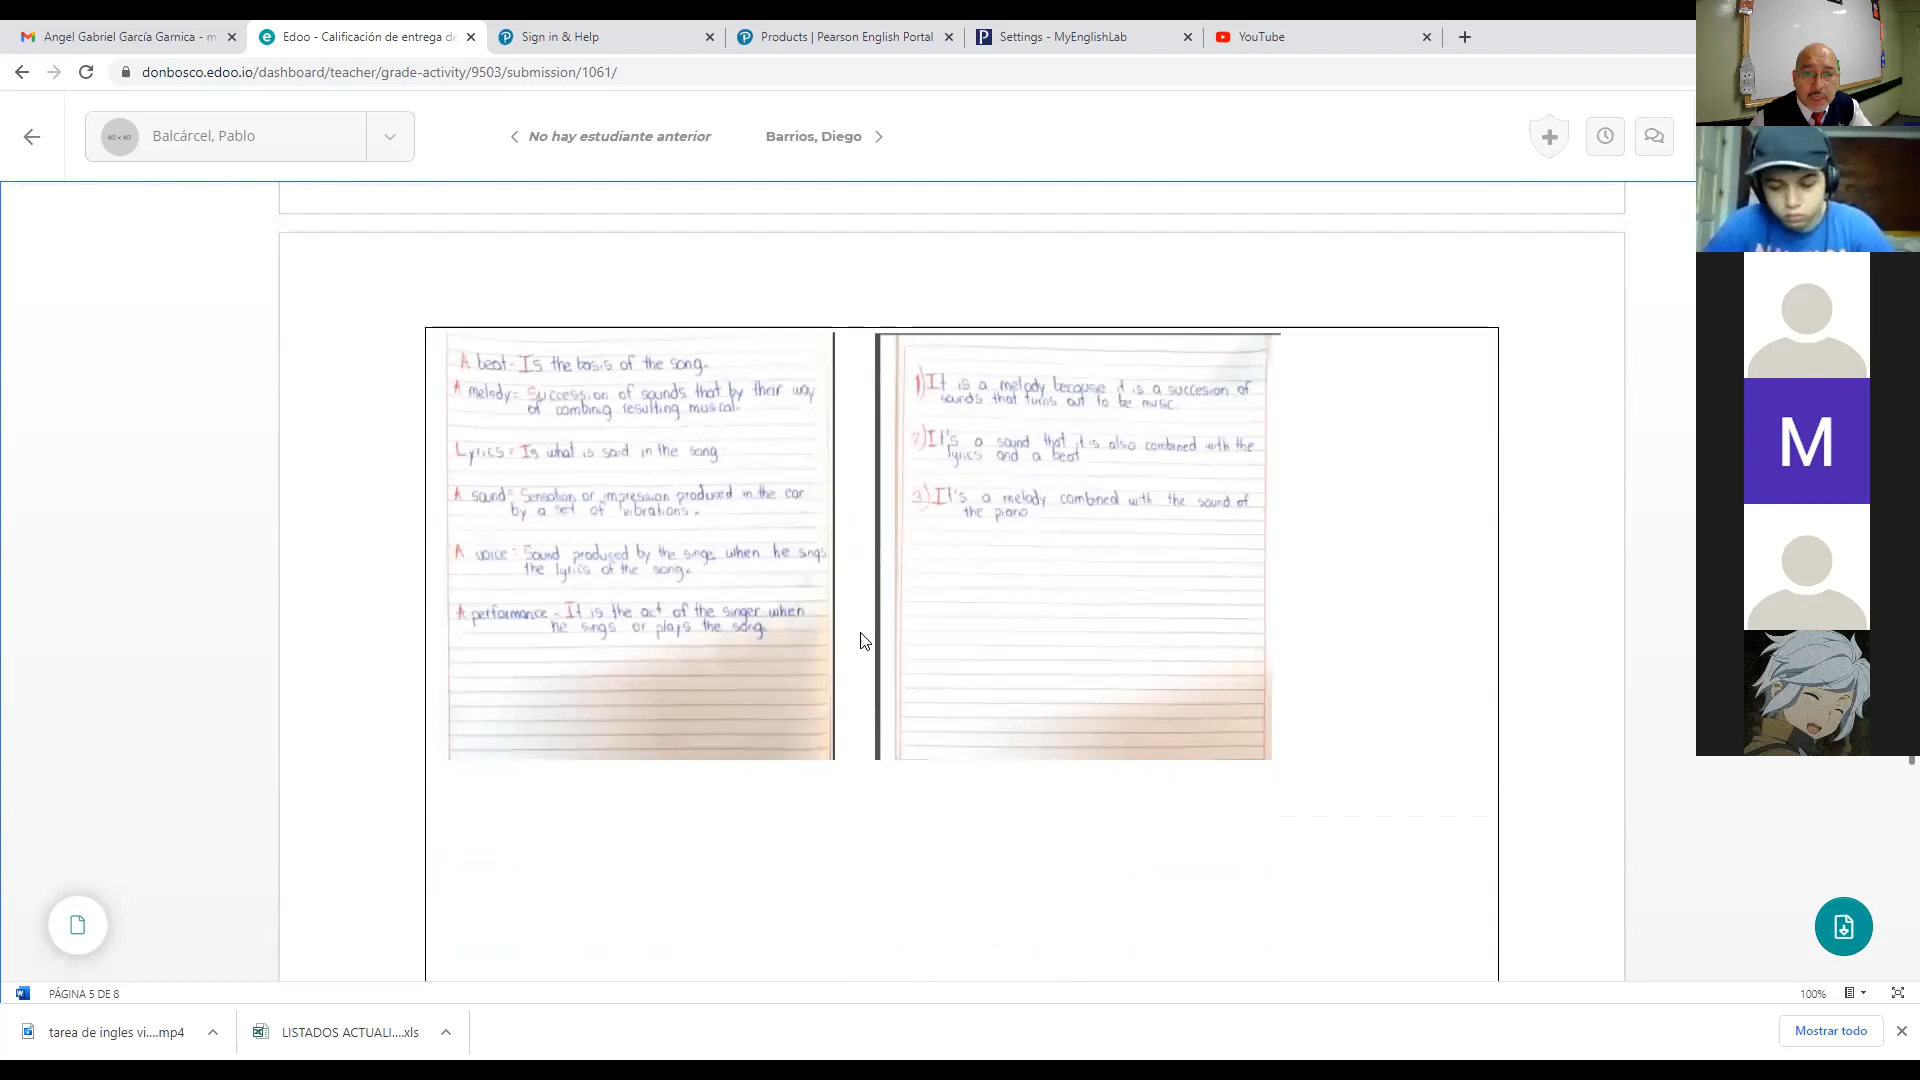 Angel Gabriel García Garnica - m
Edoo - Calificación de entrega de
Sign in & Help
Products | Pearson English Portal
Settings - MyEnglishLab
YouTube
donbosco.edoo.io/dashboard/teacher/grade-activity/9503/submission/1061/
40 × 40
Balcárcel, Pablo
No hay estudiante anterior
Barrios, Diego
A beat- Is the basis of the song.
A melody= Succession of sounds that by their way
of combing resulting musical.
Lyrics= Is what is said in the song
A sound= Sensation or impression produced in the ear
by a set of vibrations.
A voice= Sound produced by the singe when he sings
the lyrics of the song.
A performance - It is the act of the singer when
he sings or plays the song.
1) It is a melody because it is a succesion of
sounds that turns out to be music
2) It's a sound that it is also combined with the
lyrics and a beat
3) It's a melody combined with the sound of
the piano
M
PÁGINA 5 DE 8
100%
tarea de ingles vi....mp4
LISTADOS ACTUALI....xls
Mostrar todo